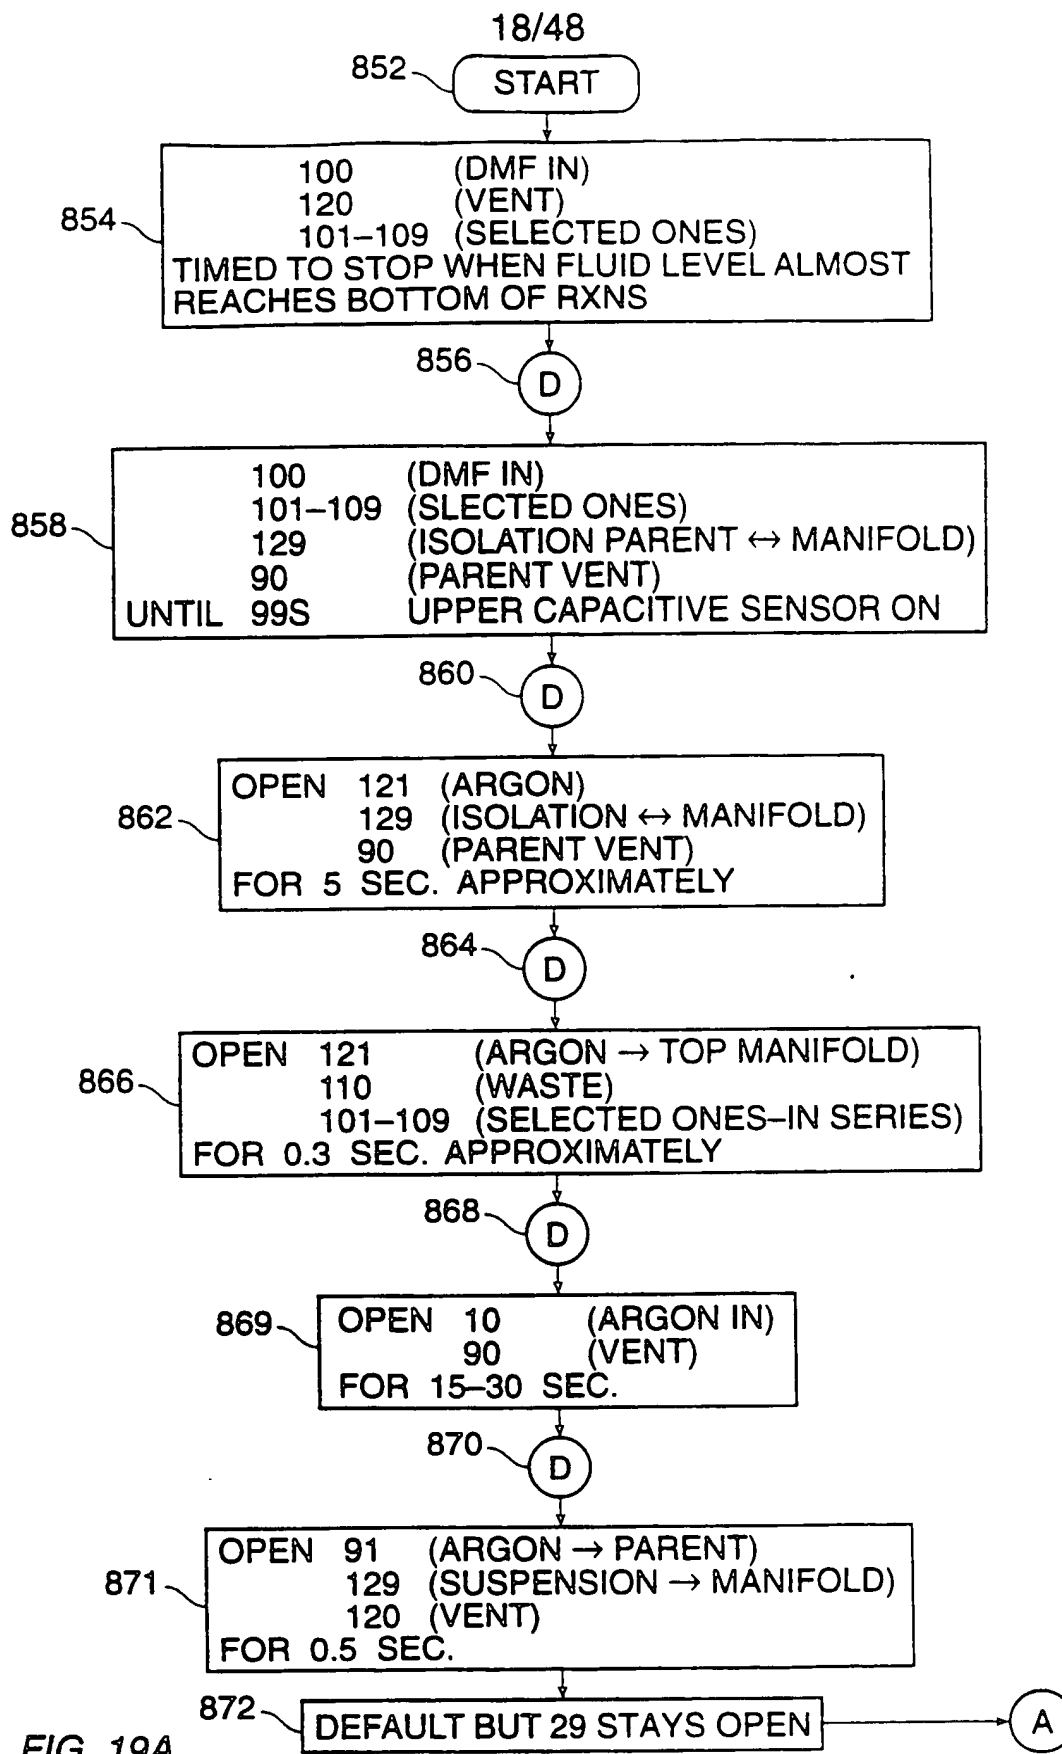 18/48
852 START
100 (DMF IN)
120 (VENT)
854
101–109 (SELECTED ONES)
TIMED TO STOP WHEN FLUID LEVEL ALMOST
REACHES BOTTOM OF RXNS
856 D
100 (DMF IN)
101–109 (SLECTED ONES)
858
129 (ISOLATION PARENT ↔ MANIFOLD)
90 (PARENT VENT)
UNTIL 99S UPPER CAPACITIVE SENSOR ON
860 D
OPEN 121 (ARGON)
862 129 (ISOLATION ↔ MANIFOLD)
90 (PARENT VENT)
FOR 5 SEC. APPROXIMATELY
864 D
OPEN 121 (ARGON → TOP MANIFOLD)
866 110 (WASTE)
101–109 (SELECTED ONES–IN SERIES)
FOR 0.3 SEC. APPROXIMATELY
868 D
869 OPEN 10 (ARGON IN)
90 (VENT)
FOR 15–30 SEC.
870 D
OPEN 91 (ARGON → PARENT)
871 129 (SUSPENSION → MANIFOLD)
120 (VENT)
FOR 0.5 SEC.
872 DEFAULT BUT 29 STAYS OPEN A
FIG. 19A